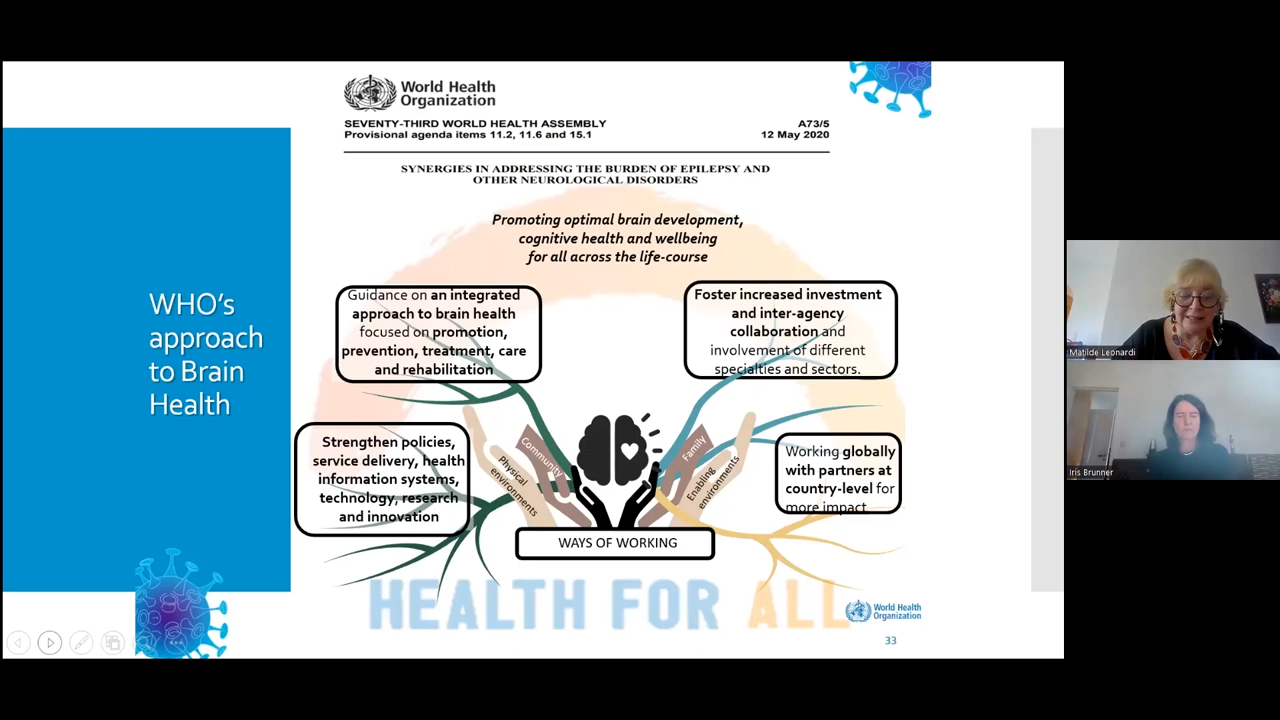 World Health
Organization
SEVENTY-THIRD WORLD HEALTH ASSEMBLY
A73/5
Provisional agenda items 11.2, 11.6 and 15.1
12 May 2020
SYNERGIES IN ADDRESSING THE BURDEN OF EPILEPSY AND
OTHER NEUROLOGICAL DISORDERS
Promoting optimal brain development,
cognitive health and wellbeing
for all across the life-course
WHO's
approach
to Brain
Health
Guidance on an integrated
approach to brain health
focused on promotion,
prevention, treatment, care
and rehabilitation
Foster increased investment
and inter-agency
collaboration and
involvement of different
specialties and sectors.
Strengthen policies,
service delivery, health
information systems,
technology, research
and innovation
Physical
environments
Community
Family
Enabling
environments
Working globally
with partners at
country-level for
more impact
WAYS OF WORKING
HEALTH FOR ALL
World Health
Organization
33
Matilde Leonardi
Iris Brunner